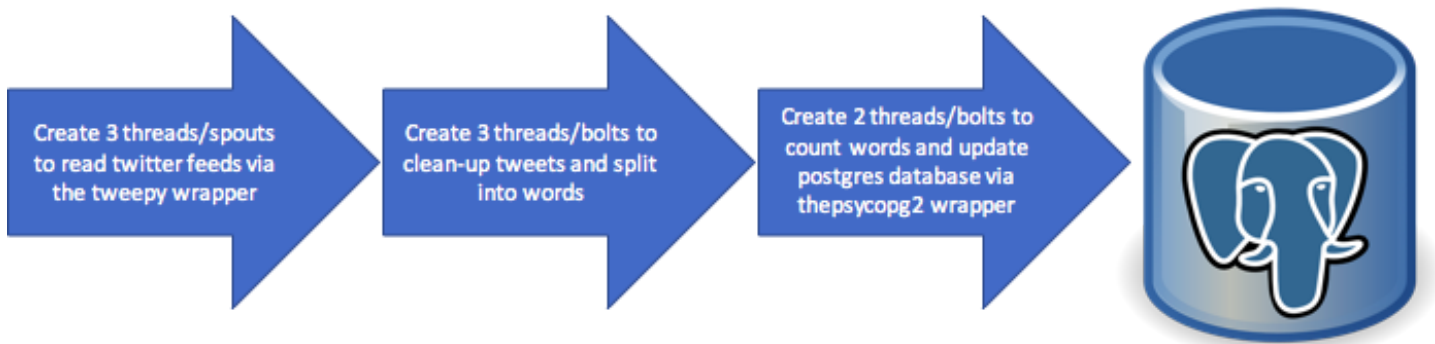 Create 3 threads/spouts
to read twitter feeds via
the tweepy wrapper
Create 3 threads/bolts to
clean-up tweets and split
into words
Create 2 threads/bolts to
count words and update
postgres database via
thepsycopg2 wrapper